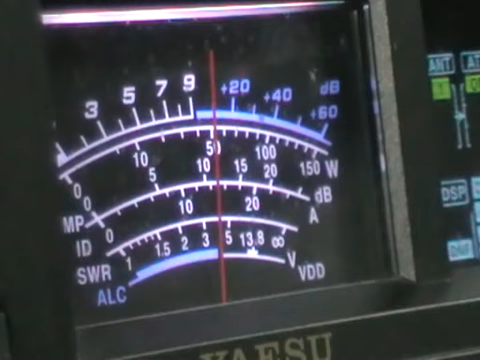 3 5 7 9 +20 +40 +60 dB
0 10 50 100 150 W
MP 0 5 10 15 20 dB
ID 0 10 20 A
SWR 1 1.5 2 3 5 ∞
13.8 V
ALC VDD
ANT
1
DSP
YAESU